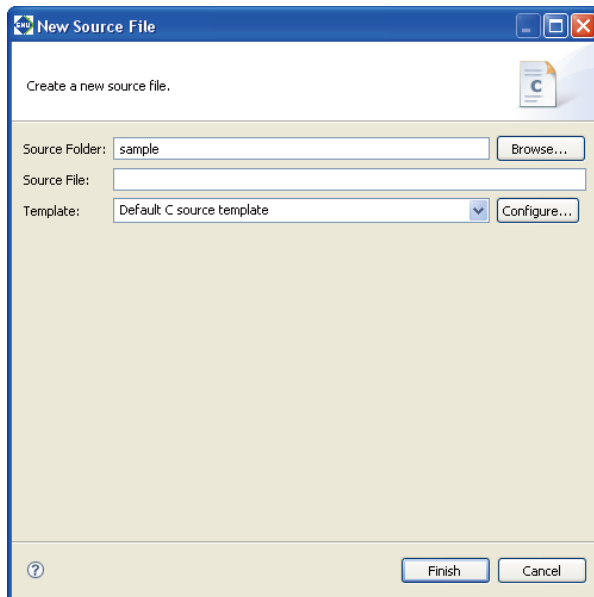 GNU New Source File
Create a new source file.
C
Source Folder: sample Browse...
Source File:
Template: Default C source template Configure...
? Finish Cancel